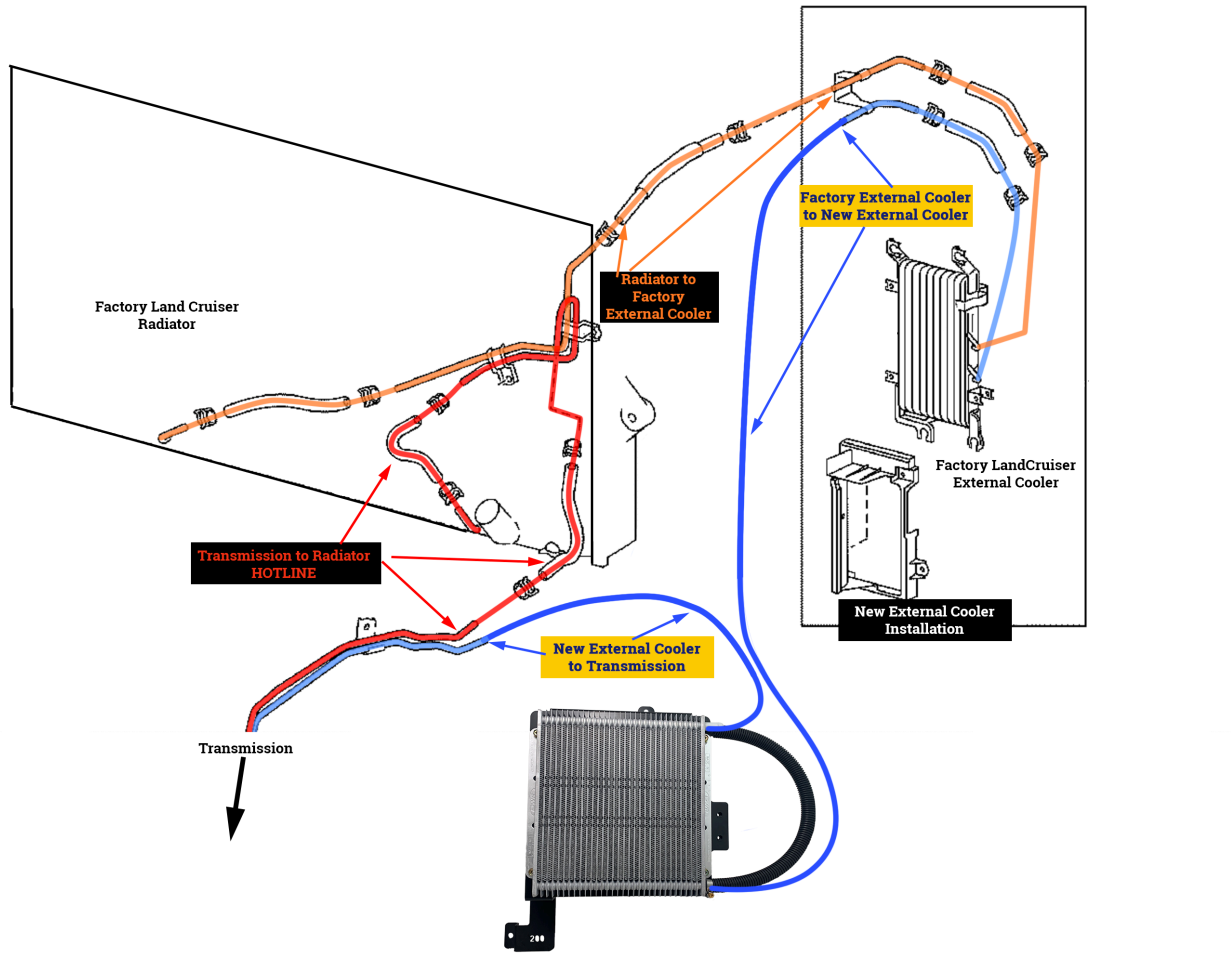 Factory Land Cruiser
Radiator
Radiator to
Factory
External Cooler
Factory External Cooler
to New External Cooler
Factory LandCruiser
External Cooler
Transmission to Radiator
HOTLINE
New External Cooler
Installation
New External Cooler
to Transmission
Transmission
200